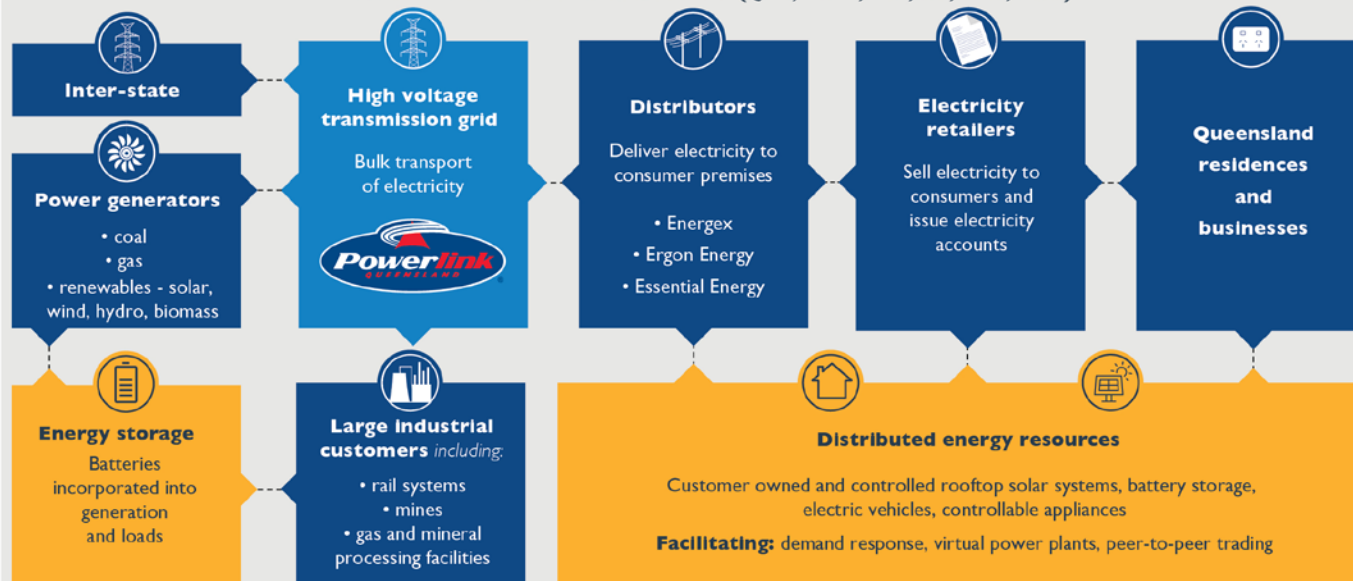 Inter-state
Power generators
• coal
• gas
• renewables - solar,
wind, hydro, biomass
High voltage
transmission grid
Bulk transport
of electricity
Powerlink
QUEENSLAND
Distributors
Deliver electricity to
consumer premises
• Energex
• Ergon Energy
• Essential Energy
Electricity
retailers
Sell electricity to
consumers and
issue electricity
accounts
Queensland
residences
and
businesses
Energy storage
Batteries
incorporated into
generation
and loads
Large industrial
customers including:
• rail systems
• mines
• gas and mineral
processing facilities
Distributed energy resources
Customer owned and controlled rooftop solar systems, battery storage,
electric vehicles, controllable appliances
Facilitating: demand response, virtual power plants, peer-to-peer trading